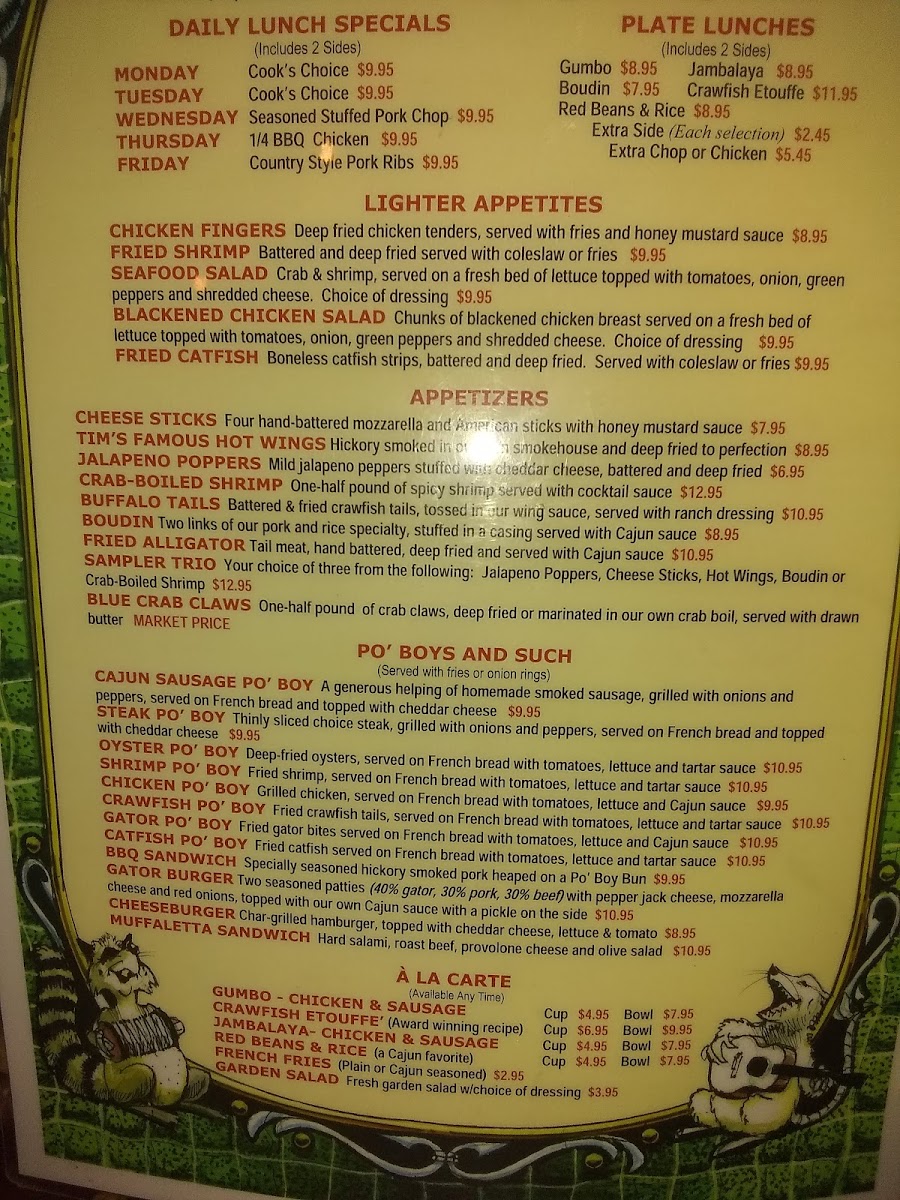 DAILY LUNCH SPECIALS
(Includes 2 Sides)
MONDAY Cook's Choice $9.95
TUESDAY Cook's Choice $9.95
WEDNESDAY Seasoned Stuffed Pork Chop $9.95
THURSDAY 1/4 BBQ Chicken $9.95
FRIDAY Country Style Pork Ribs $9.95
PLATE LUNCHES
(Includes 2 Sides)
Gumbo $8.95 Jambalaya $8.95
Boudin $7.95 Crawfish Etouffe $11.95
Red Beans & Rice $8.95
Extra Side (Each selection) $2.45
Extra Chop or Chicken $5.45
LIGHTER APPETITES
CHICKEN FINGERS Deep fried chicken tenders, served with fries and honey mustard sauce $8.95
FRIED SHRIMP Battered and deep fried served with coleslaw or fries $9.95
SEAFOOD SALAD Crab & shrimp, served on a fresh bed of lettuce topped with tomatoes, onion, green
peppers and shredded cheese. Choice of dressing $9.95
BLACKENED CHICKEN SALAD Chunks of blackened chicken breast served on a fresh bed of
lettuce topped with tomatoes, onion, green peppers and shredded cheese. Choice of dressing $9.95
FRIED CATFISH Boneless catfish strips, battered and deep fried. Served with coleslaw or fries $9.95
APPETIZERS
CHEESE STICKS Four hand-battered mozzarella and American sticks with honey mustard sauce $7.95
TIM'S FAMOUS HOT WINGS Hickory smoked in smokehouse and deep fried to perfection $8.95
JALAPENO POPPERS Mild jalapeno peppers stuffed with cheddar cheese, battered and deep fried $6.95
CRAB-BOILED SHRIMP One-half pound of spicy shrimp served with cocktail sauce $12.95
BUFFALO TAILS Battered & fried crawfish tails, tossed in our wing sauce, served with ranch dressing $10.95
BOUDIN Two links of our pork and rice specialty, stuffed in a casing served with Cajun sauce $8.95
FRIED ALLIGATOR Tail meat, hand battered, deep fried and served with Cajun sauce $10.95
SAMPLER TRIO Your choice of three from the following: Jalapeno Poppers, Cheese Sticks, Hot Wings, Boudin or
Crab-Boiled Shrimp $12.95
BLUE CRAB CLAWS One-half pound of crab claws, deep fried or marinated in our own crab boil, served with drawn
butter MARKET PRICE
PO' BOYS AND SUCH
(Served with fries or onion rings)
CAJUN SAUSAGE PO' BOY A generous helping of homemade smoked sausage, grilled with onions and
peppers, served on French bread and topped with cheddar cheese $9.95
STEAK PO' BOY Thinly sliced choice steak, grilled with onions and peppers, served on French bread and topped
with cheddar cheese $9.95
OYSTER PO' BOY Deep-fried oysters, served on French bread with tomatoes, lettuce and tartar sauce $10.95
SHRIMP PO' BOY Fried shrimp, served on French bread with tomatoes, lettuce and tartar sauce $10.95
CHICKEN PO' BOY Grilled chicken, served on French bread with tomatoes, lettuce and Cajun sauce $9.95
CRAWFISH PO' BOY Fried crawfish tails, served on French bread with tomatoes, lettuce and tartar sauce $10.95
GATOR PO' BOY Fried gator bites served on French bread with tomatoes, lettuce and Cajun sauce $10.95
CATFISH PO' BOY Fried catfish served on French bread with tomatoes, lettuce and tartar sauce $10.95
BBQ SANDWICH Specially seasoned hickory smoked pork heaped on a Po' Boy Bun $9.95
GATOR BURGER Two seasoned patties (40% gator, 30% pork, 30% beef) with pepper jack cheese, mozzarella
cheese and red onions, topped with our own Cajun sauce with a pickle on the side $10.95
CHEESEBURGER Char-grilled hamburger, topped with cheddar cheese, lettuce & tomato $8.95
MUFFALETTA SANDWICH Hard salami, roast beef, provolone cheese and olive salad $10.95
À LA CARTE
(Available Any Time)
GUMBO - CHICKEN & SAUSAGE Cup $4.95 Bowl $7.95
CRAWFISH ETOUFFE' (Award winning recipe) Cup $6.95 Bowl $9.95
JAMBALAYA- CHICKEN & SAUSAGE Cup $4.95 Bowl $7.95
RED BEANS & RICE (a Cajun favorite) Cup $4.95 Bowl $7.95
FRENCH FRIES (Plain or Cajun seasoned) $2.95
GARDEN SALAD Fresh garden salad w/choice of dressing $3.95